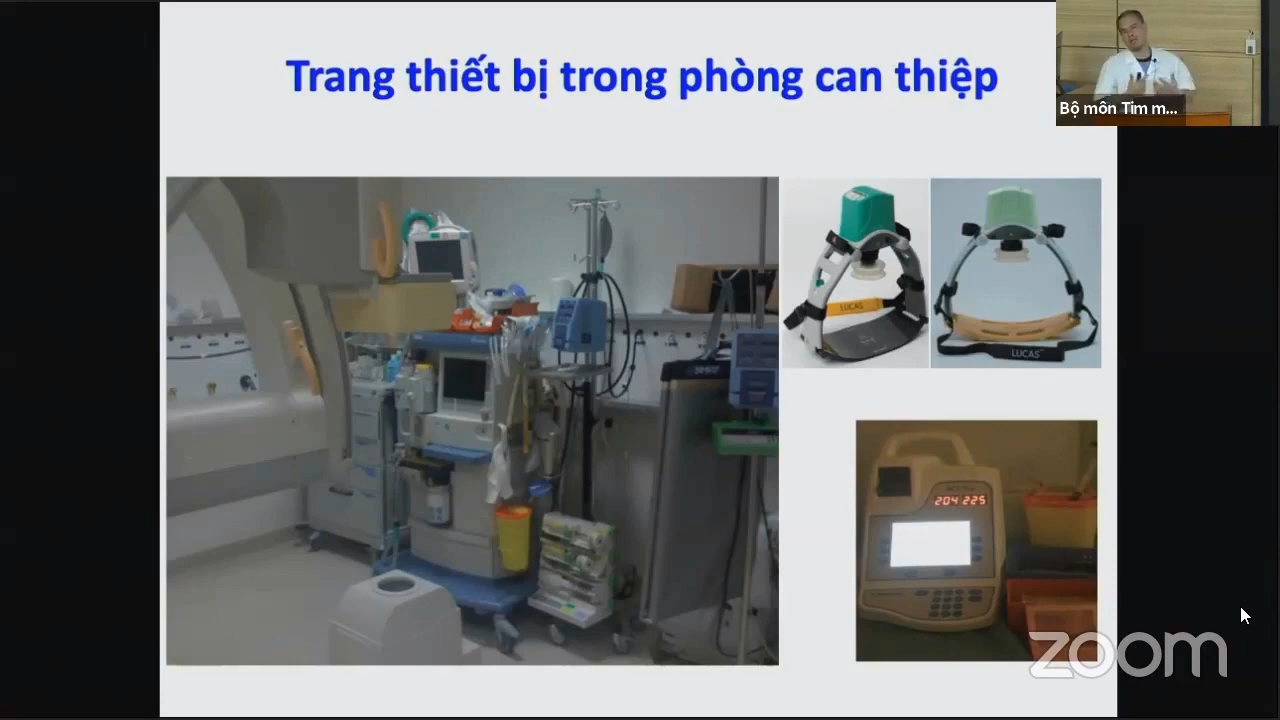 Trang thiết bị trong phòng can thiệp
Bộ môn Tim m...
LUCAS
LUCAS
204 225
zoom